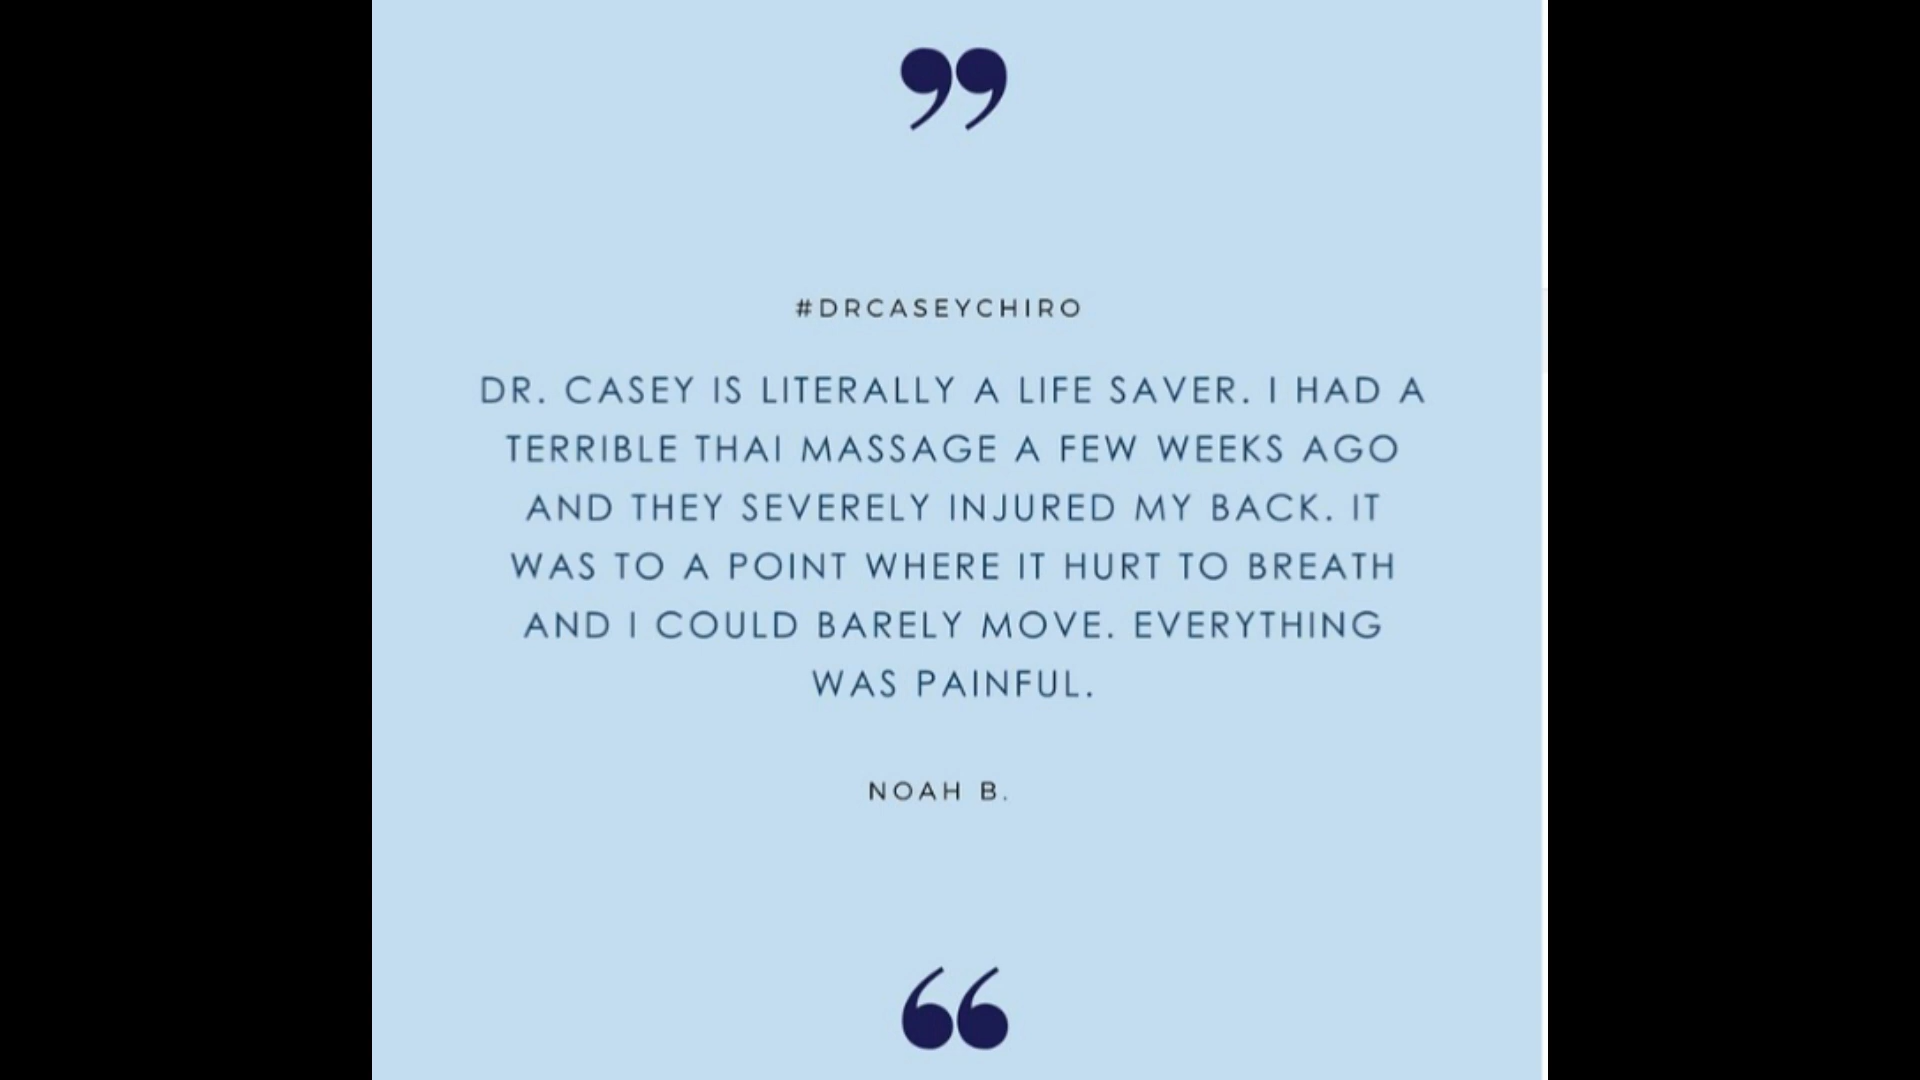 ”
#DRCASEYCHIRO
DR. CASEY IS LITERALLY A LIFE SAVER. I HAD A
TERRIBLE THAI MASSAGE A FEW WEEKS AGO
AND THEY SEVERELY INJURED MY BACK. IT
WAS TO A POINT WHERE IT HURT TO BREATH
AND I COULD BARELY MOVE. EVERYTHING
WAS PAINFUL.
NOAH B.
“